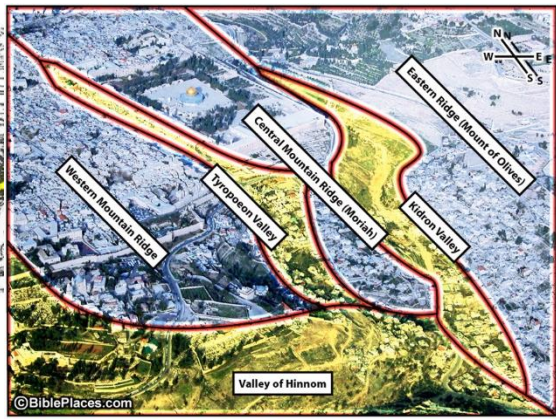 N N
W E E
S S
Eastern Ridge (Mount of Olives)
Central Mountain Ridge (Moriah)
Western Mountain Ridge
Tyropoeon Valley
Kidron Valley
Valley of Hinnom
©BiblePlaces.com